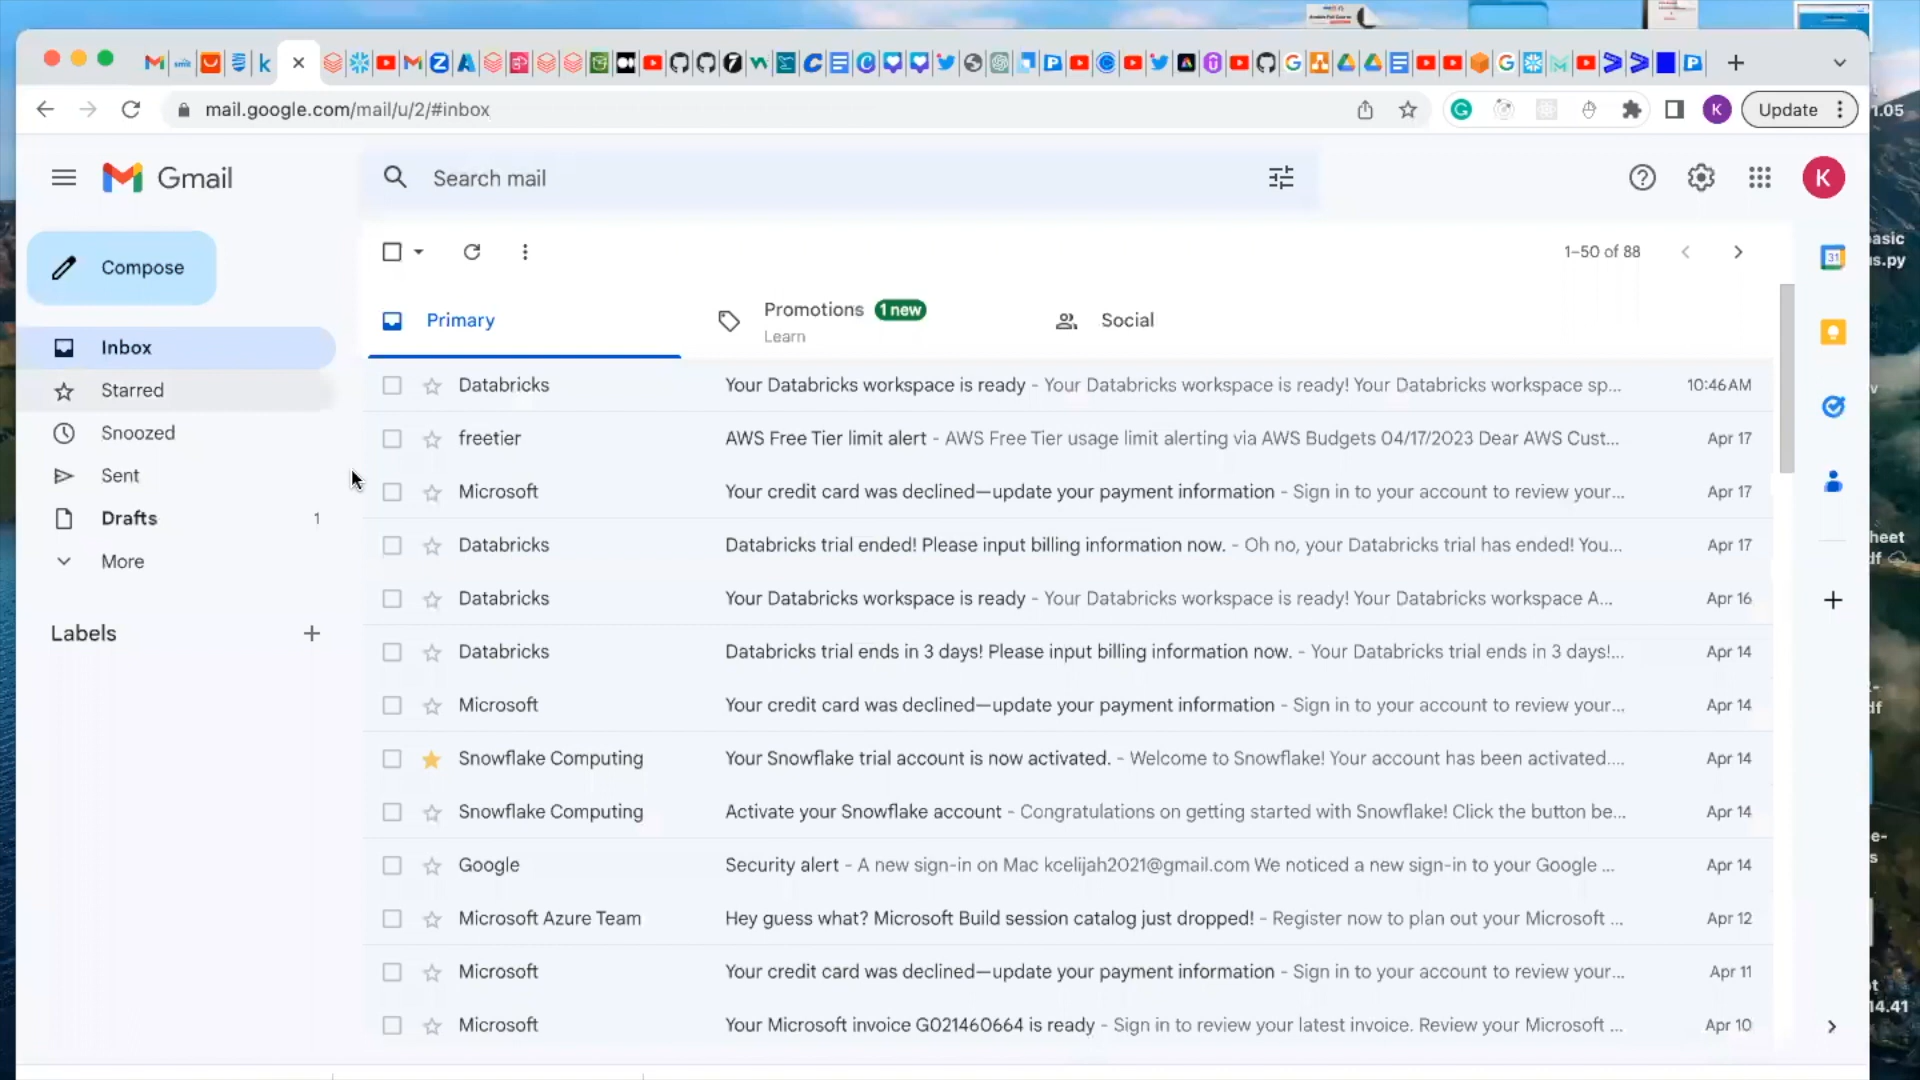 mail.google.com/mail/u/2/#inbox
Update
1.05
Gmail
Search mail
K
Compose
1–50 of 88
Primary
Promotions 1 new
Learn
Social
Inbox
Starred
Snoozed
Sent
Drafts 1
More
Labels
Databricks Your Databricks workspace is ready - Your Databricks workspace is ready! Your Databricks workspace sp... 10:46 AM
freetier AWS Free Tier limit alert - AWS Free Tier usage limit alerting via AWS Budgets 04/17/2023 Dear AWS Cust... Apr 17
Microsoft Your credit card was declined—update your payment information - Sign in to your account to review your... Apr 17
Databricks Databricks trial ended! Please input billing information now. - Oh no, your Databricks trial has ended! You... Apr 17
Databricks Your Databricks workspace is ready - Your Databricks workspace is ready! Your Databricks workspace A... Apr 16
Databricks Databricks trial ends in 3 days! Please input billing information now. - Your Databricks trial ends in 3 days!... Apr 14
Microsoft Your credit card was declined—update your payment information - Sign in to your account to review your... Apr 14
Snowflake Computing Your Snowflake trial account is now activated. - Welcome to Snowflake! Your account has been activated.... Apr 14
Snowflake Computing Activate your Snowflake account - Congratulations on getting started with Snowflake! Click the button be... Apr 14
Google Security alert - A new sign-in on Mac kcelijah2021@gmail.com We noticed a new sign-in to your Google ... Apr 14
Microsoft Azure Team Hey guess what? Microsoft Build session catalog just dropped! - Register now to plan out your Microsoft ... Apr 12
Microsoft Your credit card was declined—update your payment information - Sign in to your account to review your... Apr 11
Microsoft Your Microsoft invoice G021460664 is ready - Sign in to review your latest invoice. Review your Microsoft ... Apr 10
14.41